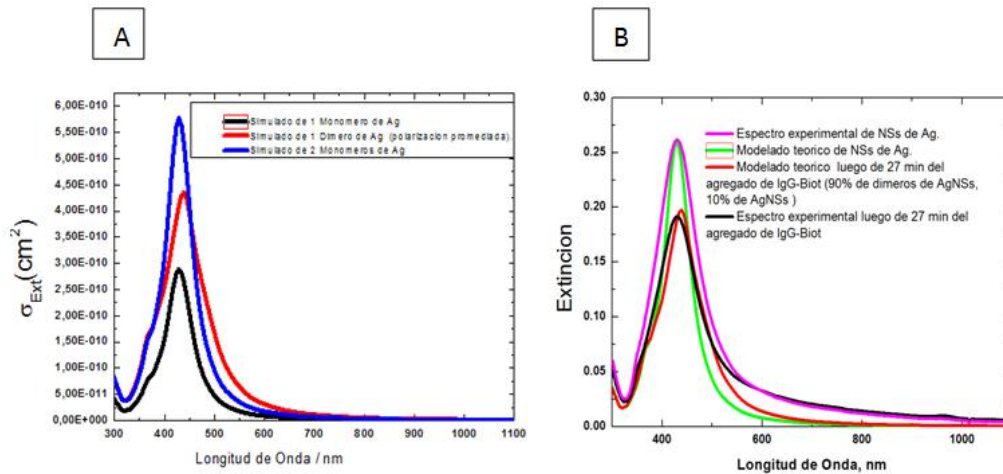 A
B
6,00E-010
5,50E-010
5,00E-010
4,50E-010
4,00E-010
3,50E-010
3,00E-010
2,50E-010
2,00E-010
1,50E-010
1,00E-010
5,00E-011
0,00E+000
σExt(cm²)
Simulado de 1 Monomero de Ag
Simulado de 1 Dimero de Ag (polarizacion promediada).
Simulado de 2 Monomeros de Ag
300 400 500 600 700 800 900 1000 1100
Longitud de Onda / nm
0.30
0.25
0.20
0.15
0.10
0.05
0.00
Extincion
Espectro experimental de NSs de Ag.
Modelado teorico de NSs de Ag.
Modelado teorico luego de 27 min del
agregado de IgG-Biot (90% de dimeros de AgNSs,
10% de AgNSs )
Espectro experimental luego de 27 min del
agregado de IgG-Biot
400 600 800 1000
Longitud de Onda, nm